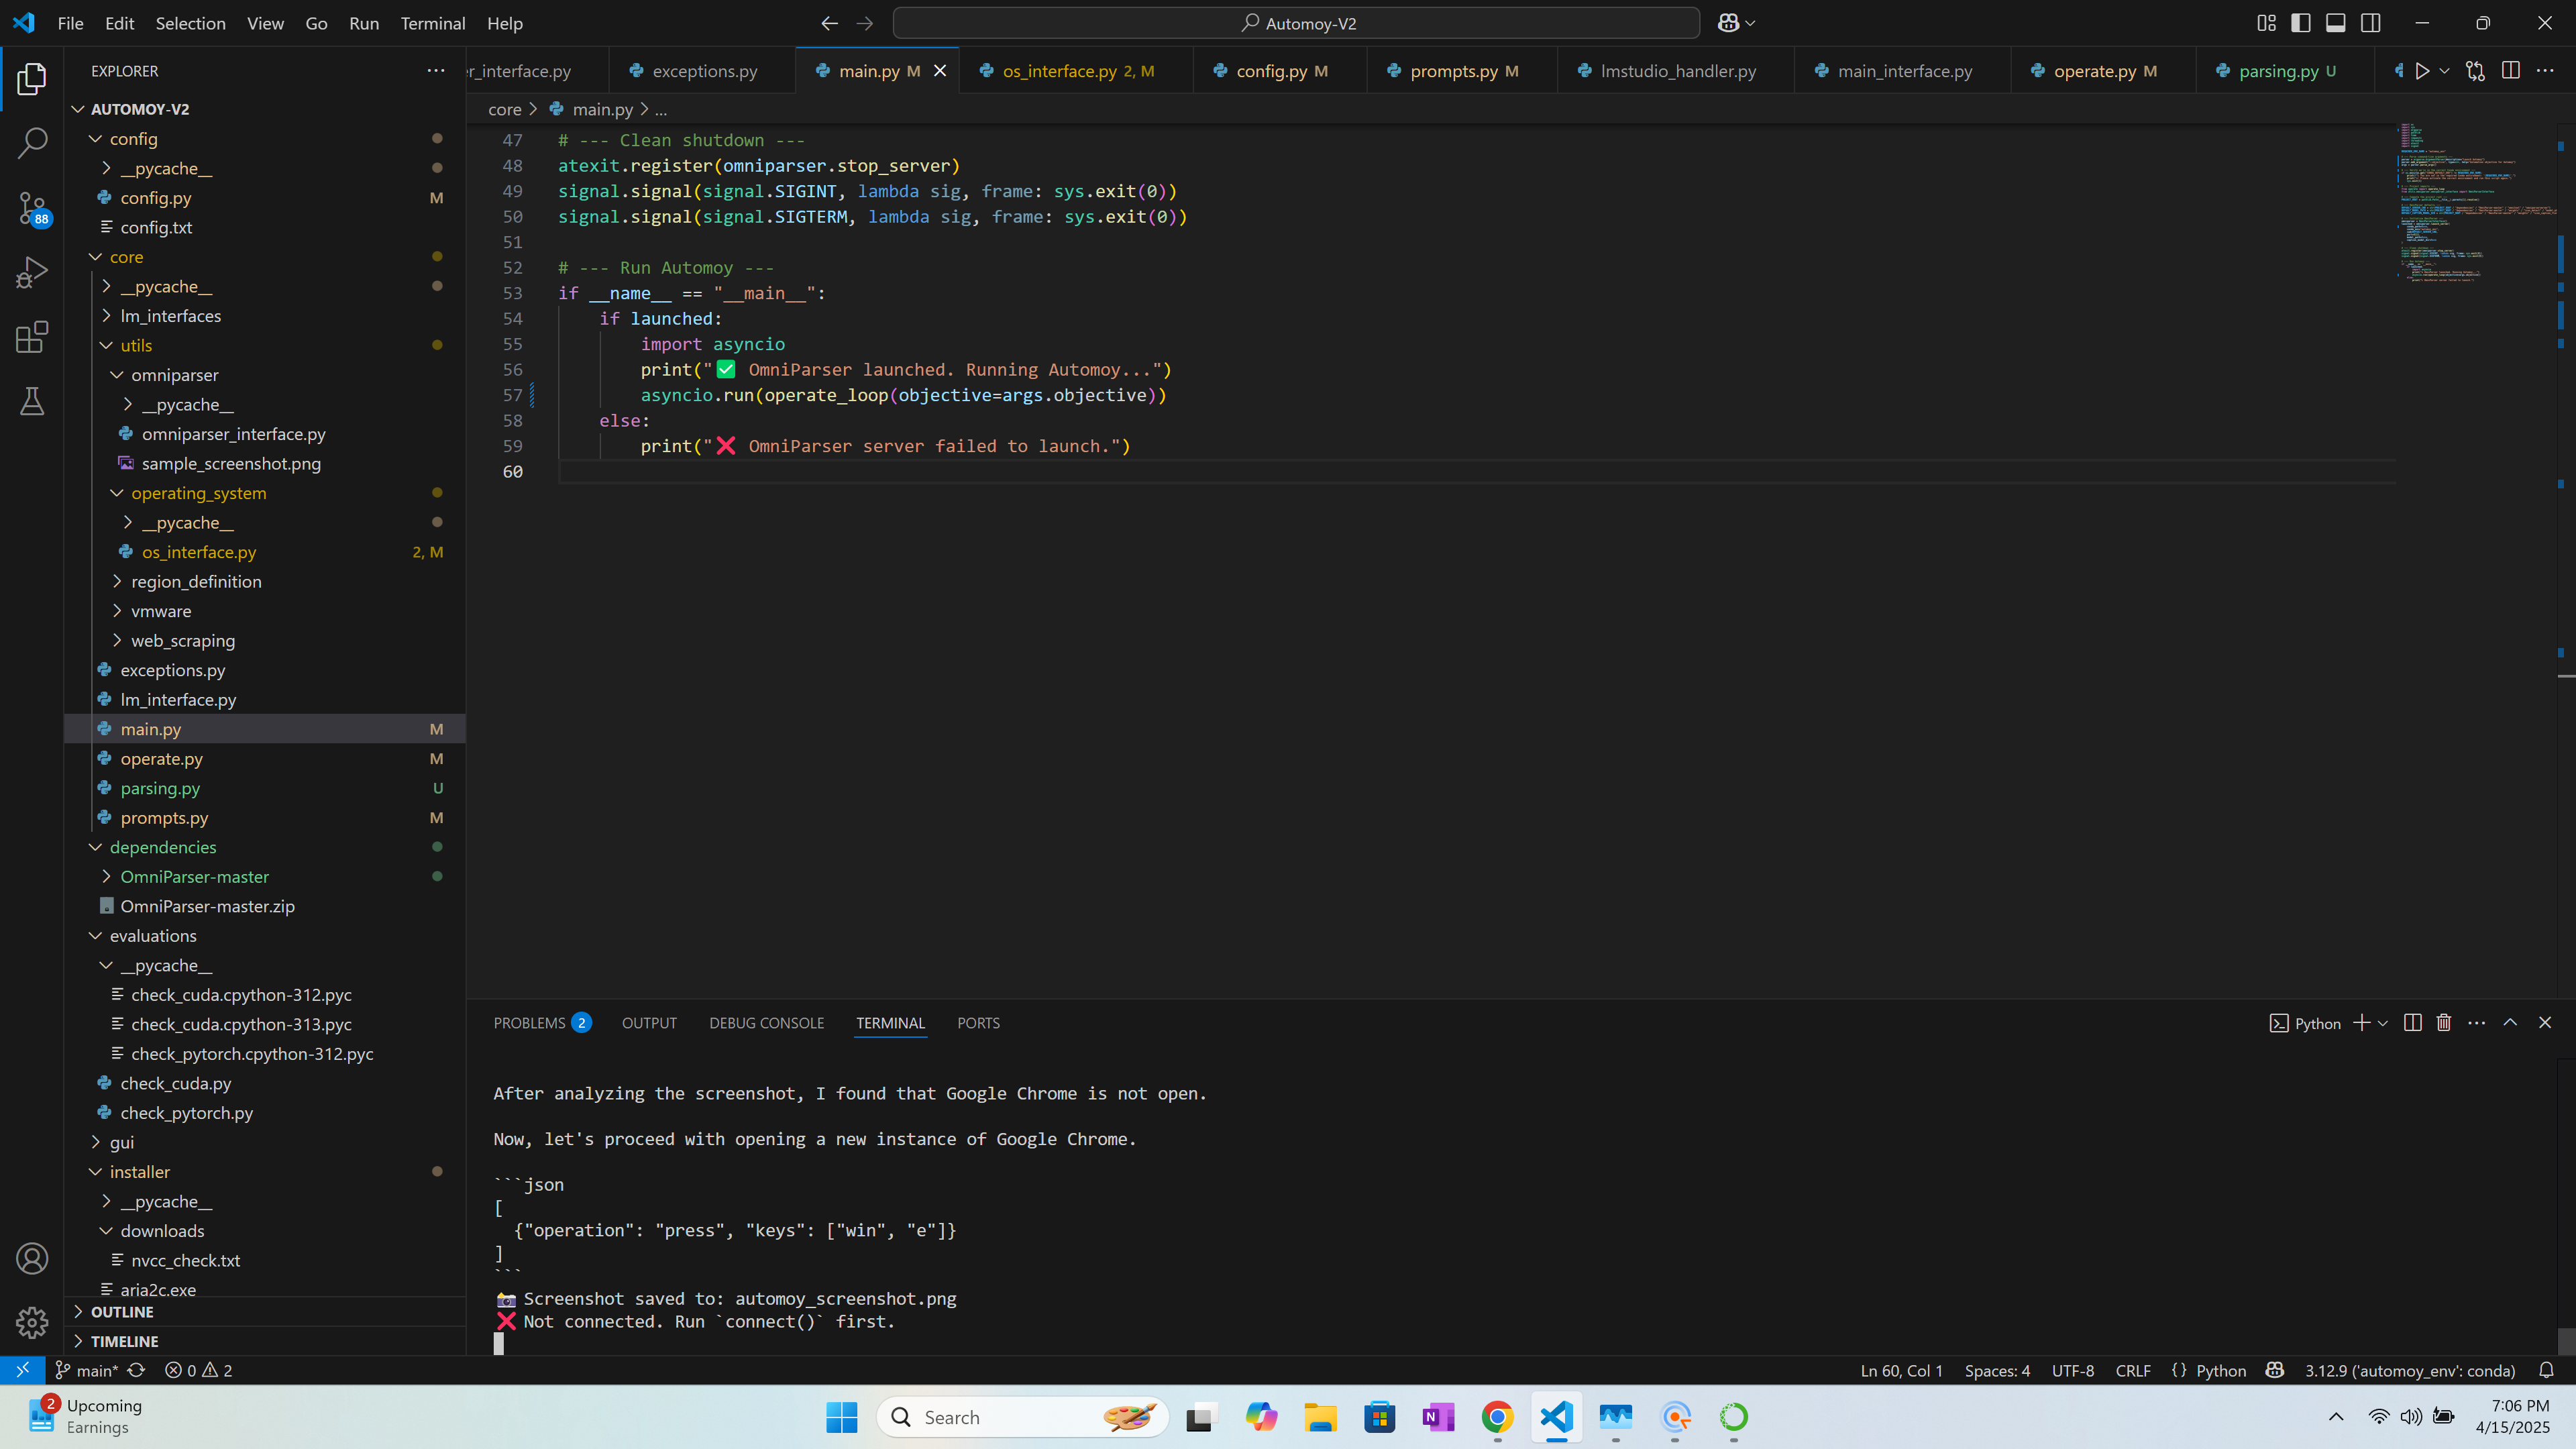 File Edit Selection View Go Run Terminal Help
Automoy-V2
EXPLORER
AUTOMOY-V2
config
__pycache__
config.py M
config.txt
core
__pycache__
lm_interfaces
utils
omniparser
__pycache__
omniparser_interface.py
sample_screenshot.png
operating_system
__pycache__
os_interface.py 2, M
region_definition
vmware
web_scraping
exceptions.py
lm_interface.py
main.py M
operate.py M
parsing.py U
prompts.py M
dependencies
OmniParser-master
OmniParser-master.zip
evaluations
__pycache__
check_cuda.cpython-312.pyc
check_cuda.cpython-313.pyc
check_pytorch.cpython-312.pyc
check_cuda.py
check_pytorch.py
gui
installer
__pycache__
downloads
nvcc_check.txt
aria2c.exe
OUTLINE
TIMELINE
88
er_interface.py exceptions.py main.py M os_interface.py 2, M config.py M prompts.py M lmstudio_handler.py main_interface.py operate.py M parsing.py U
core > main.py > ...
47 # --- Clean shutdown ---
48 atexit.register(omniparser.stop_server)
49 signal.signal(signal.SIGINT, lambda sig, frame: sys.exit(0))
50 signal.signal(signal.SIGTERM, lambda sig, frame: sys.exit(0))
51
52 # --- Run Automoy ---
53 if __name__ == "__main__":
54 if launched:
55 import asyncio
56 print("✅ OmniParser launched. Running Automoy...")
57 asyncio.run(operate_loop(objective=args.objective))
58 else:
59 print("❌ OmniParser server failed to launch.")
60
PROBLEMS 2 OUTPUT DEBUG CONSOLE TERMINAL PORTS
Python
After analyzing the screenshot, I found that Google Chrome is not open.
Now, let's proceed with opening a new instance of Google Chrome.
```json
[
{"operation": "press", "keys": ["win", "e"]}
]
```
📸 Screenshot saved to: automoy_screenshot.png
❌ Not connected. Run `connect()` first.
main* 0 2
Ln 60, Col 1 Spaces: 4 UTF-8 CRLF {} Python 3.12.9 ('automoy_env': conda)
2
Upcoming
Earnings
Search
7:06 PM
4/15/2025